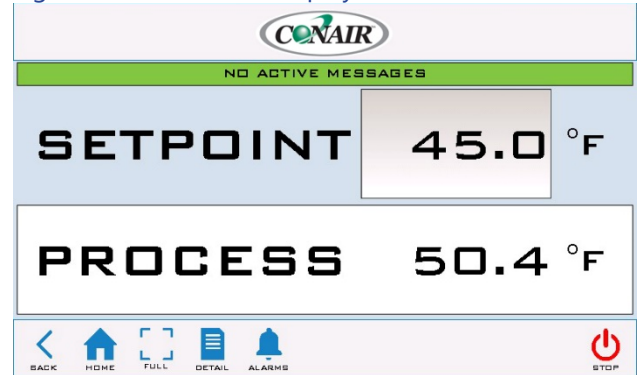 CONAIR
NO ACTIVE MESSAGES
SETPOINT 45.0 °F
PROCESS 50.4 °F
BACK HOME FULL DETAIL ALARMS STOP